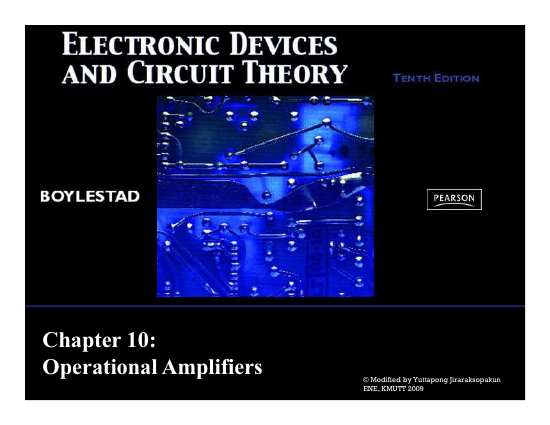 ELECTRONIC DEVICES
AND CIRCUIT THEORY
TENTH EDITION
BOYLESTAD
PEARSON
Chapter 10:
Operational Amplifiers
© Modified by Yuttapong Jiraraksopakun
ENE, KMUTT 2009